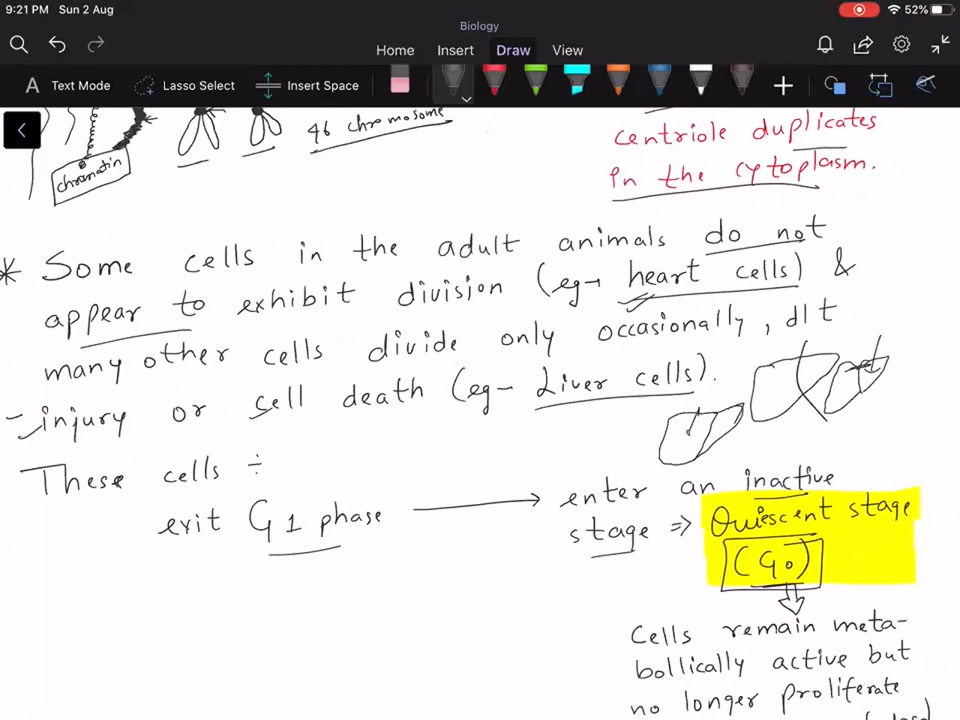 9:21 PM Sun 2 Aug
52%
Biology
Home Insert Draw View
Text Mode Lasso Select Insert Space
46 chromosome
chromatin
centriole duplicates
In the cytoplasm.
* Some cells in the adult animals do not
appear to exhibit division (eg→ heart cells) &
many other cells divide only occasionally, d/t
- injury or cell death (eg- Liver cells).
These cells ÷
exit G1 phase → enter an inactive
stage ⇒ Quiescent stage
(G0)
Cells remain meta-
bollically active but
no longer proliferate